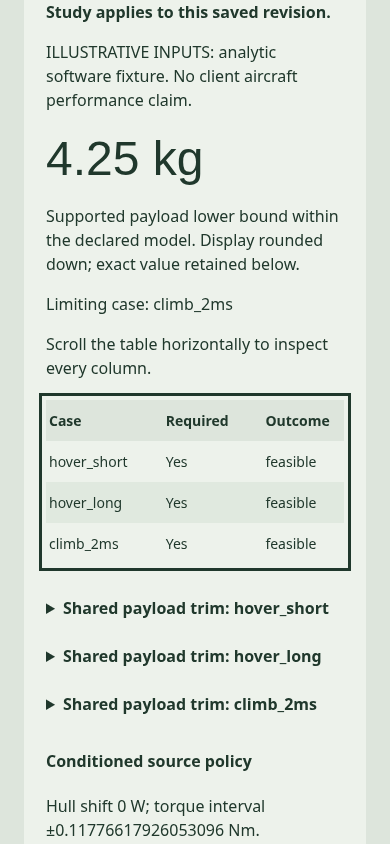 Study applies to this saved revision.
ILLUSTRATIVE INPUTS: analytic
software fixture. No client aircraft
performance claim.
4.25 kg
Supported payload lower bound within
the declared model. Display rounded
down; exact value retained below.
Limiting case: climb_2ms
Scroll the table horizontally to inspect
every column.
Case Required Outcome
hover_short Yes feasible
hover_long Yes feasible
climb_2ms Yes feasible
Shared payload trim: hover_short
Shared payload trim: hover_long
Shared payload trim: climb_2ms
Conditioned source policy
Hull shift 0 W; torque interval
±0.11776617926053096 Nm.